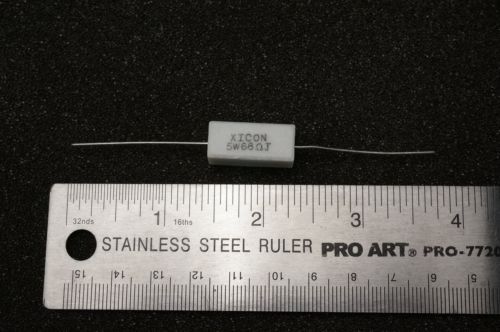 XICON
5W68ΩJ
1 2 3 4
32nds 16ths
STAINLESS STEEL RULER PRO ART® PRO-7720
15 14 13 12 11 10 9 8 7 6 5